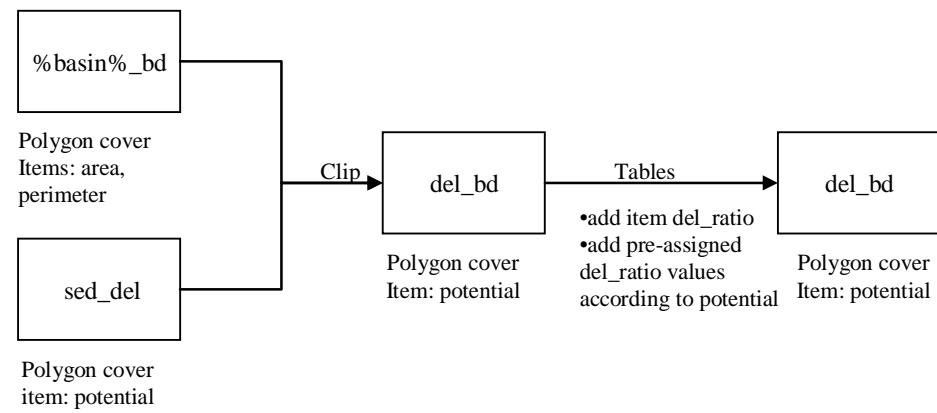 %basin%_bd
Polygon cover
Items: area,
perimeter
sed_del
Polygon cover
item: potential
Clip
del_bd
Polygon cover
Item: potential
Tables
•add item del_ratio
•add pre-assigned
del_ratio values
according to potential
del_bd
Polygon cover
Item: potential